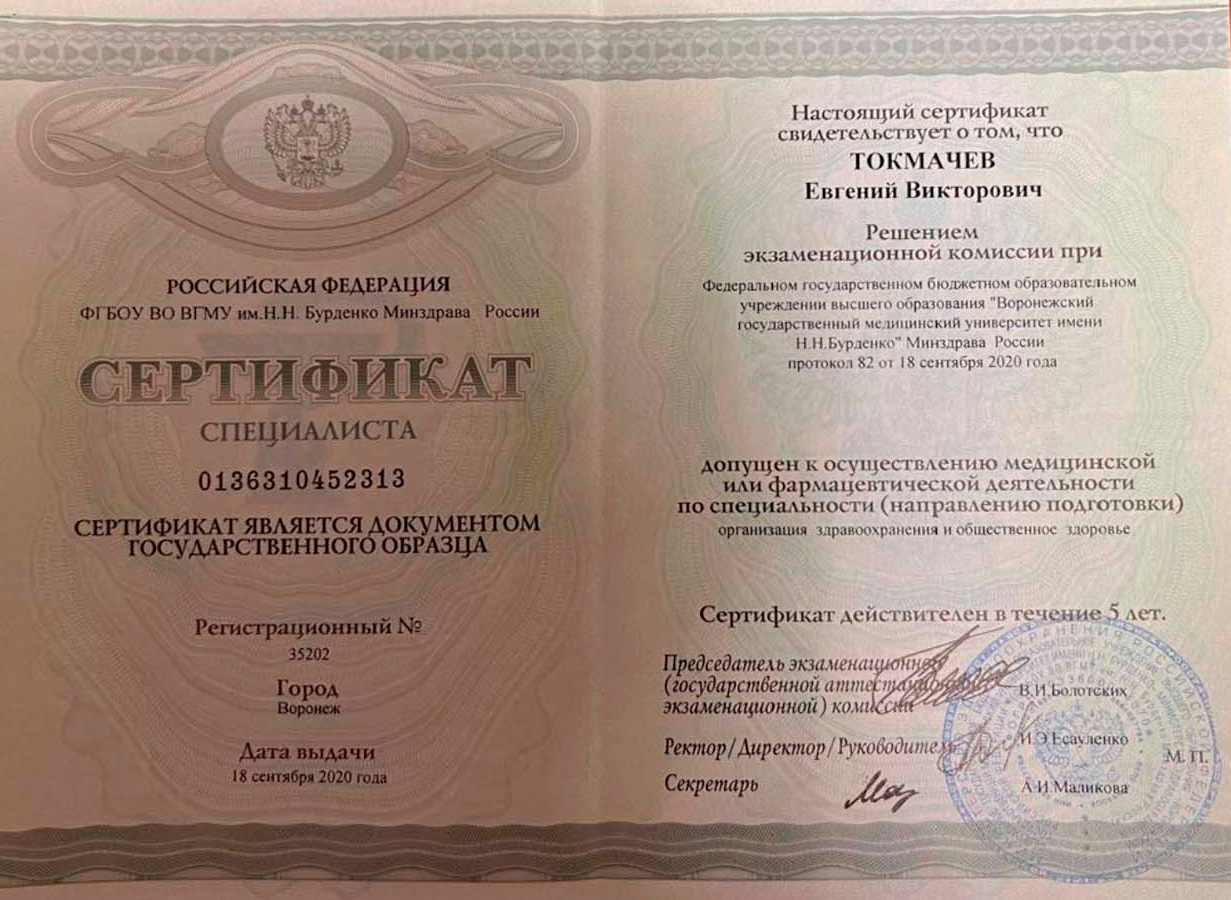 РОССИЙСКАЯ ФЕДЕРАЦИЯ
ФГБОУ ВО ВГМУ им.Н.Н. Бурденко Минздрава России
СЕРТИФИКАТ
СПЕЦИАЛИСТА
0136310452313
СЕРТИФИКАТ ЯВЛЯЕТСЯ ДОКУМЕНТОМ
ГОСУДАРСТВЕННОГО ОБРАЗЦА
Регистрационный №
35202
Город
Воронеж
Дата выдачи
18 сентября 2020 года
Настоящий сертификат
свидетельствует о том, что
ТОКМАЧЕВ
Евгений Викторович
Решением
экзаменационной комиссии при
Федеральном государственном бюджетном образовательном
учреждении высшего образования "Воронежский
государственный медицинский университет имени
Н.Н.Бурденко" Минздрава России
протокол 82 от 18 сентября 2020 года
допущен к осуществлению медицинской
или фармацевтической деятельности
по специальности (направлению подготовки)
организация здравоохранения и общественное здоровье
Сертификат действителен в течение 5 лет.
Председатель экзаменационной
(государственной аттестационной
экзаменационной) комиссии
В.И.Болотских
Ректор/Директор/Руководитель
И.Э.Есауленко
М. П.
Секретарь
А.И.Маликова